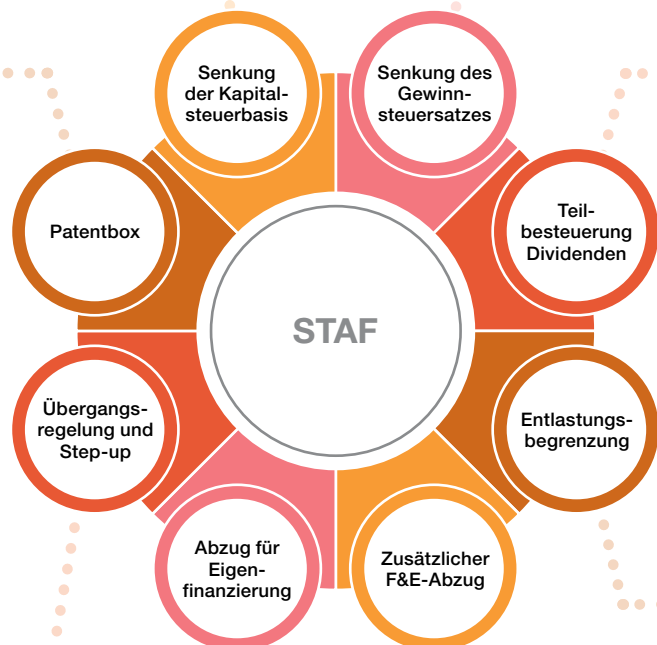 Senkung
der Kapital-
steuerbasis
Senkung des
Gewinn-
steuersatzes
Patentbox
Teil-
besteuerung
Dividenden
STAF
Übergangs-
regelung und
Step-up
Entlastungs-
begrenzung
Abzug für
Eigen-
finanzierung
Zusätzlicher
F&E-Abzug